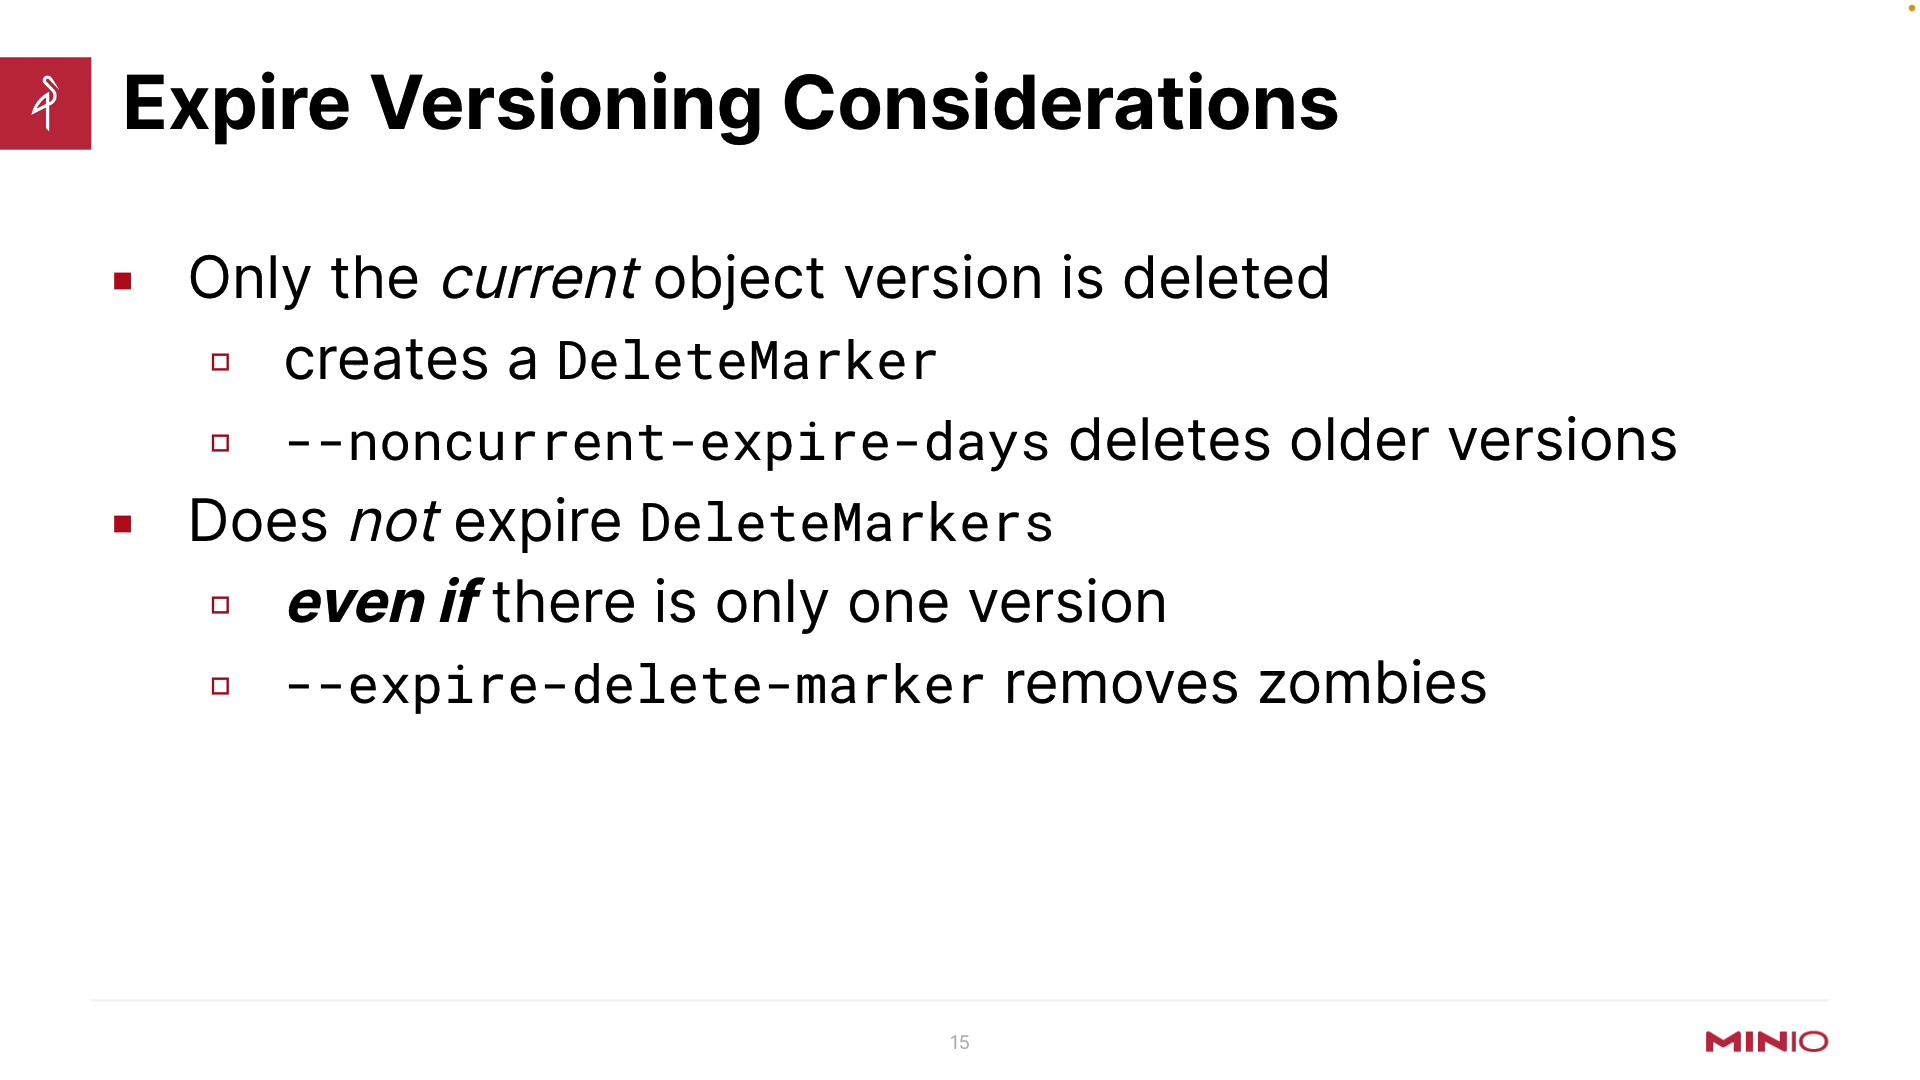 Expire Versioning Considerations
Only the current object version is deleted
creates a DeleteMarker
--noncurrent-expire-days deletes older versions
Does not expire DeleteMarkers
even if there is only one version
--expire-delete-marker removes zombies
15
MINIO